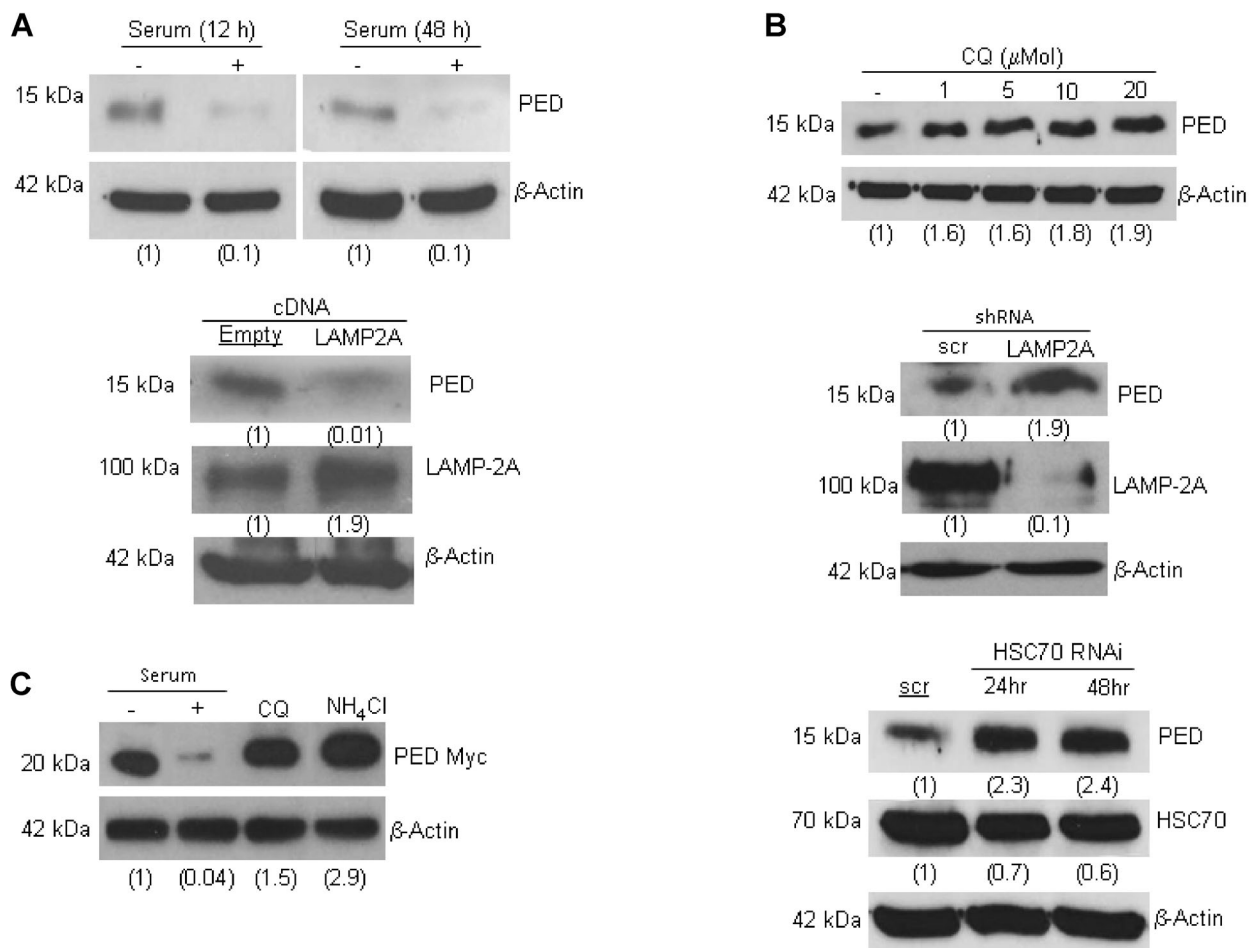 A
Serum (12 h) Serum (48 h)
- + - +
15 kDa PED
42 kDa β-Actin
(1) (0.1) (1) (0.1)
cDNA
Empty LAMP2A
15 kDa PED
(1) (0.01)
100 kDa LAMP-2A
(1) (1.9)
42 kDa β-Actin
B
CQ (μMol)
- 1 5 10 20
15 kDa PED
42 kDa β-Actin
(1) (1.6) (1.6) (1.8) (1.9)
shRNA
scr LAMP2A
15 kDa PED
(1) (1.9)
100 kDa LAMP-2A
(1) (0.1)
42 kDa β-Actin
HSC70 RNAi
scr 24hr 48hr
15 kDa PED
(1) (2.3) (2.4)
70 kDa HSC70
(1) (0.7) (0.6)
42 kDa β-Actin
C
Serum
- + CQ NH₄Cl
20 kDa PED Myc
42 kDa β-Actin
(1) (0.04) (1.5) (2.9)